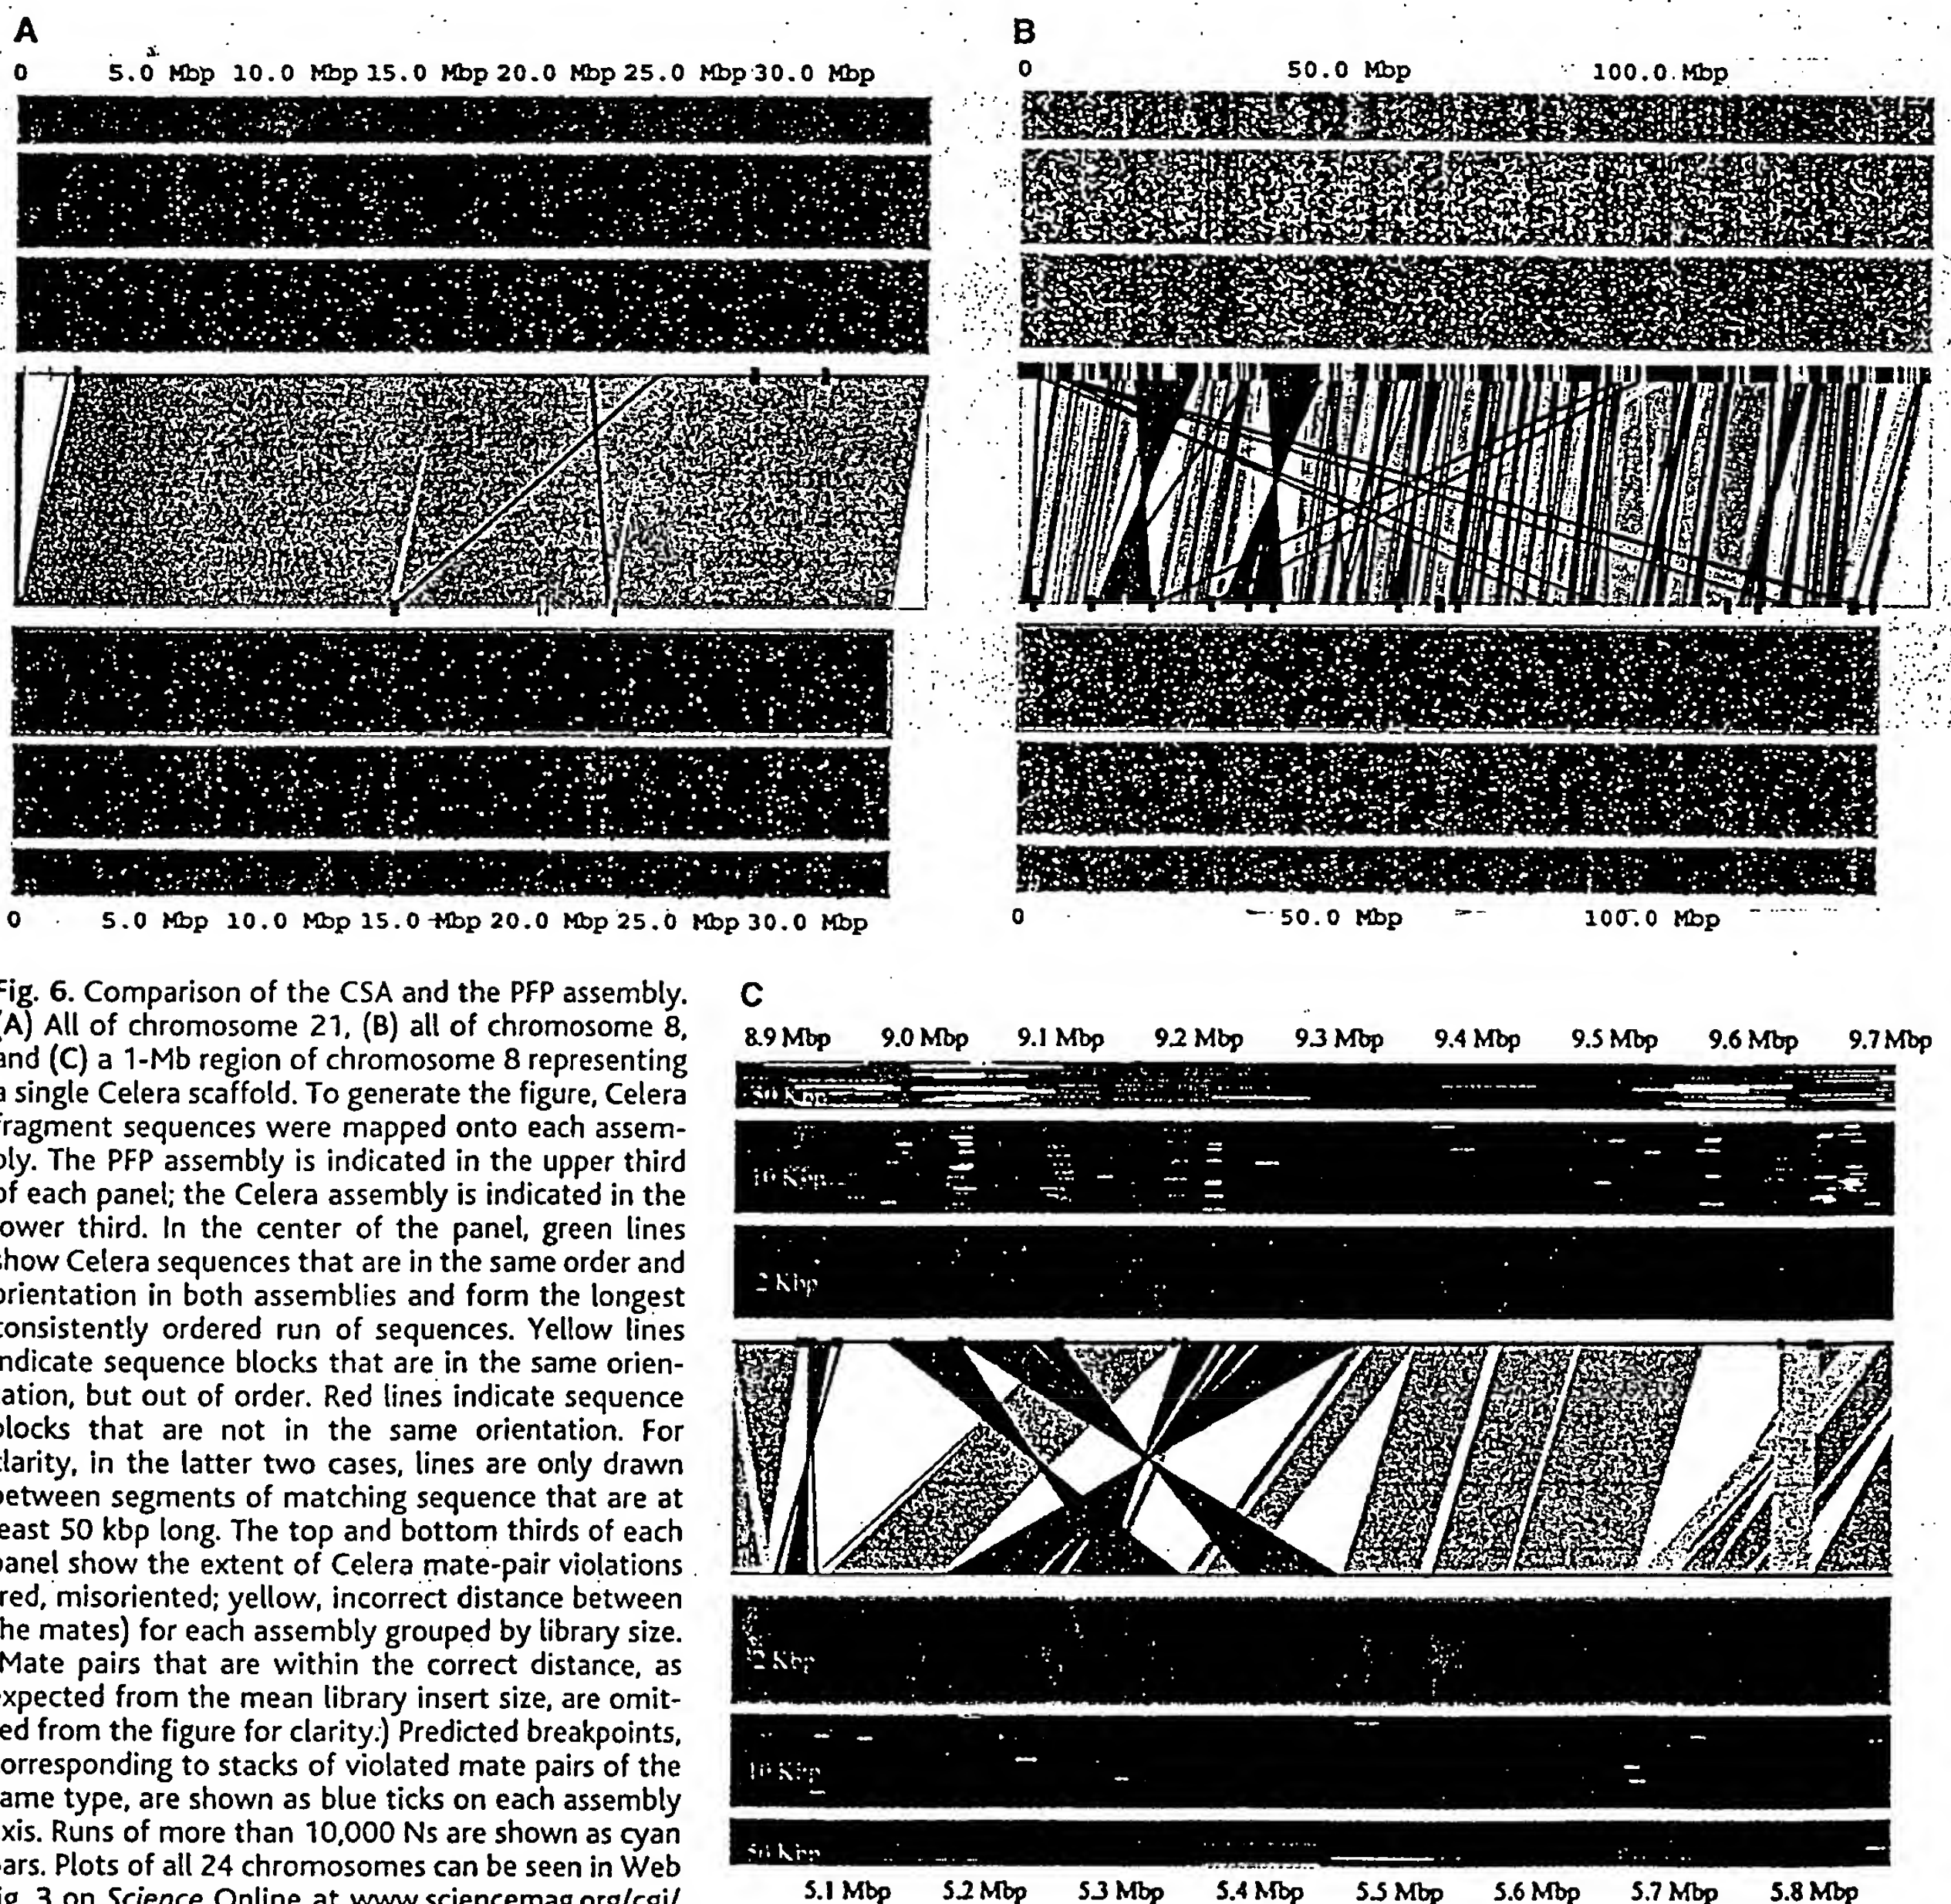 A
0 5.0 Mbp 10.0 Mbp 15.0 Mbp 20.0 Mbp 25.0 Mbp 30.0 Mbp
0 5.0 Mbp 10.0 Mbp 15.0 Mbp 20.0 Mbp 25.0 Mbp 30.0 Mbp
B
0 50.0 Mbp 100.0 Mbp
0 50.0 Mbp 100.0 Mbp
Fig. 6. Comparison of the CSA and the PFP assembly.
(A) All of chromosome 21, (B) all of chromosome 8,
and (C) a 1-Mb region of chromosome 8 representing
a single Celera scaffold. To generate the figure, Celera
fragment sequences were mapped onto each assem-
bly. The PFP assembly is indicated in the upper third
of each panel; the Celera assembly is indicated in the
lower third. In the center of the panel, green lines
show Celera sequences that are in the same order and
orientation in both assemblies and form the longest
consistently ordered run of sequences. Yellow lines
indicate sequence blocks that are in the same orien-
tation, but out of order. Red lines indicate sequence
blocks that are not in the same orientation. For
clarity, in the latter two cases, lines are only drawn
between segments of matching sequence that are at
least 50 kbp long. The top and bottom thirds of each
panel show the extent of Celera mate-pair violations
(red, misoriented; yellow, incorrect distance between
the mates) for each assembly grouped by library size.
(Mate pairs that are within the correct distance, as
expected from the mean library insert size, are omit-
ted from the figure for clarity.) Predicted breakpoints,
corresponding to stacks of violated mate pairs of the
same type, are shown as blue ticks on each assembly
axis. Runs of more than 10,000 Ns are shown as cyan
bars. Plots of all 24 chromosomes can be seen in Web
fig. 3 on Science Online at www.sciencemag.org/cgi/
C
8.9 Mbp 9.0 Mbp 9.1 Mbp 9.2 Mbp 9.3 Mbp 9.4 Mbp 9.5 Mbp 9.6 Mbp 9.7 Mbp
50 Kbp
10 Kbp
2 Kbp
2 Kbp
10 Kbp
50 Kbp
5.1 Mbp 5.2 Mbp 5.3 Mbp 5.4 Mbp 5.5 Mbp 5.6 Mbp 5.7 Mbp 5.8 Mbp